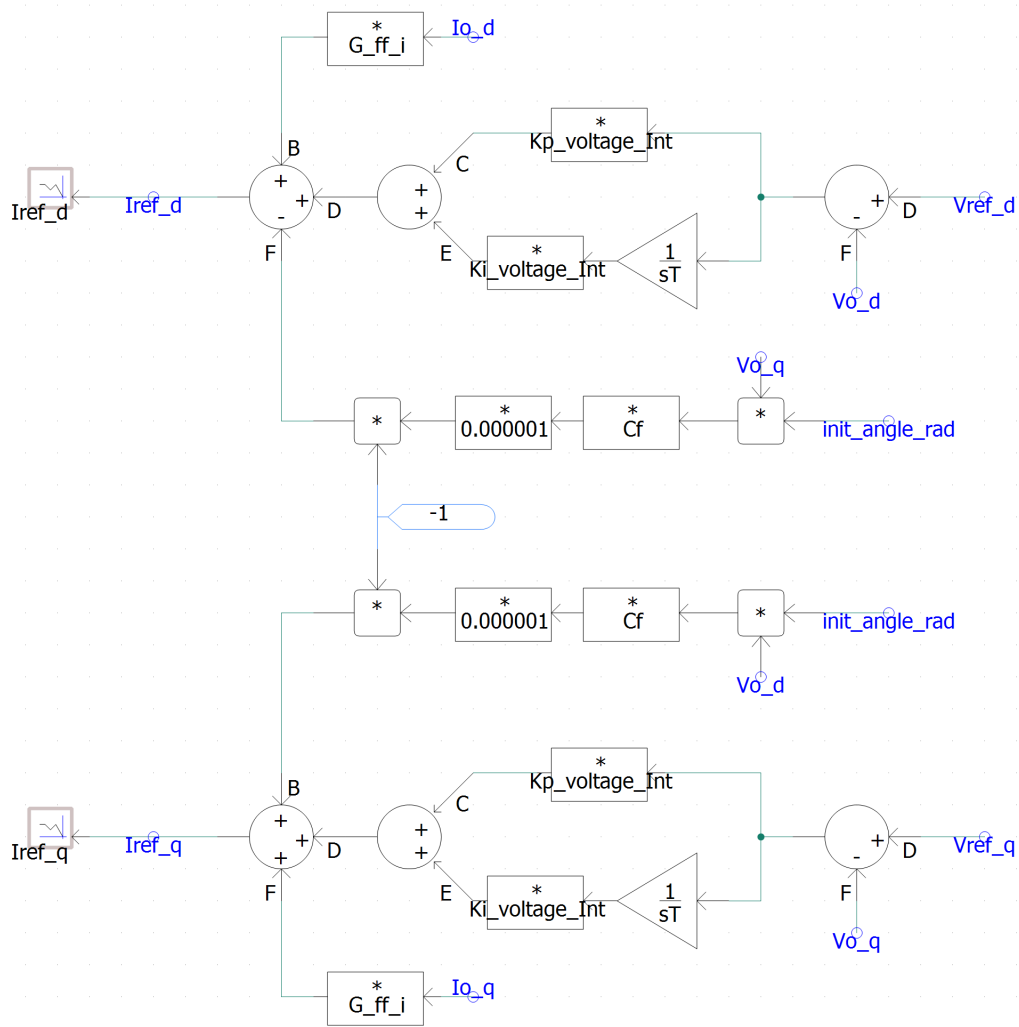 Io_d
*
G_ff_i
*
Kp_voltage_Int
B
C
+
+
-
+
+
+
-
Iref_d
Iref_d
D
D
Vref_d
F
E
*
Ki_voltage_Int
1
sT
F
Vo_d
Vo_q
*
*
0.000001
*
Cf
*
init_angle_rad
-1
*
*
0.000001
*
Cf
*
init_angle_rad
Vo_d
*
Kp_voltage_Int
B
C
+
+
+
+
+
+
-
Iref_q
Iref_q
D
D
Vref_q
F
E
*
Ki_voltage_Int
1
sT
F
Vo_q
*
G_ff_i
Io_q